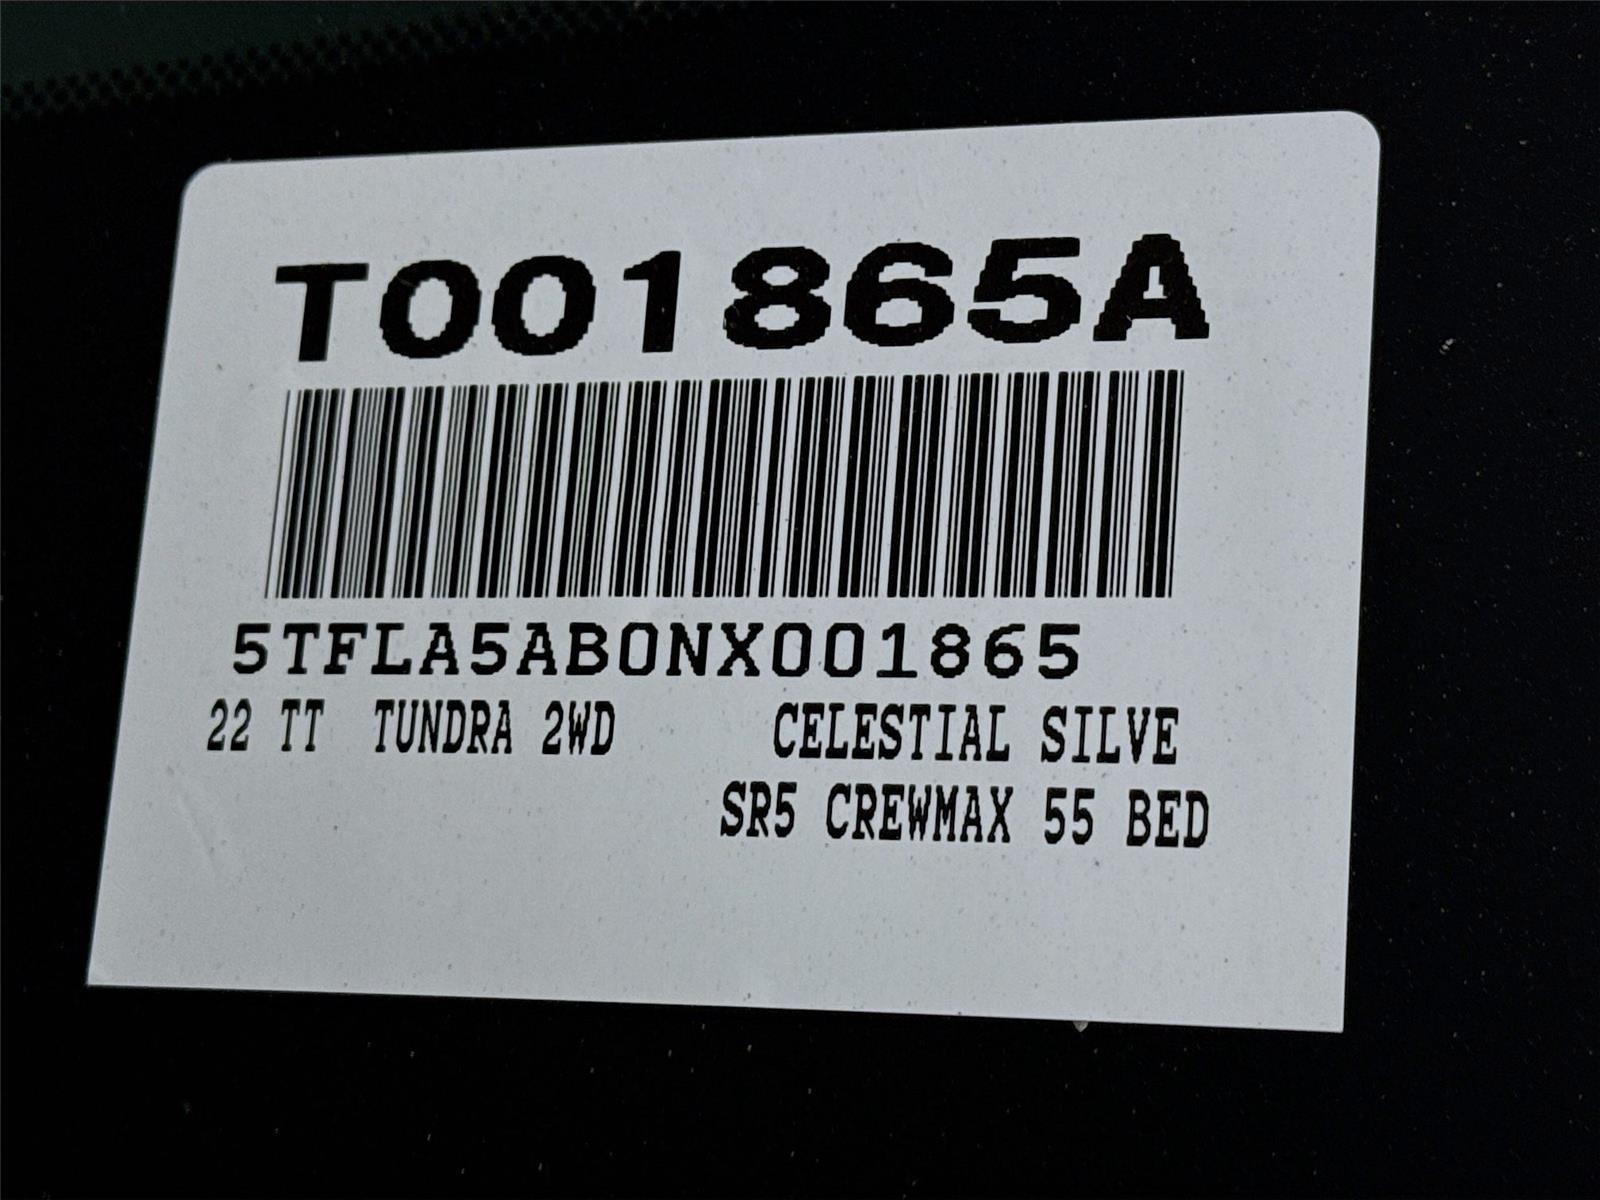 T001865A
5TFLA5AB0NX001865
22 TT TUNDRA 2WD CELESTIAL SILVE
SR5 CREWMAX 55 BED